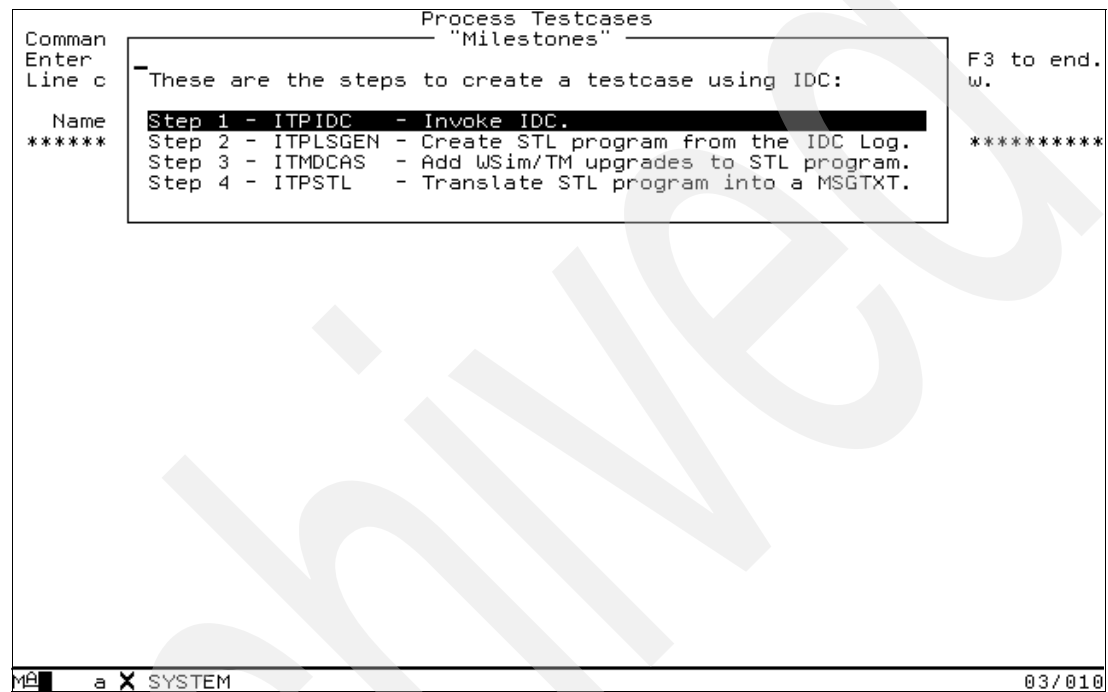 Process Testcases
Comman "Milestones"
Enter F3 to end.
Line c These are the steps to create a testcase using IDC: w.
Name Step 1 - ITPIDC - Invoke IDC.
****** Step 2 - ITPLSGEN - Create STL program from the IDC Log. **********
Step 3 - ITMDCAS - Add WSim/TM upgrades to STL program.
Step 4 - ITPSTL - Translate STL program into a MSGTXT.
MA a X SYSTEM 03/010